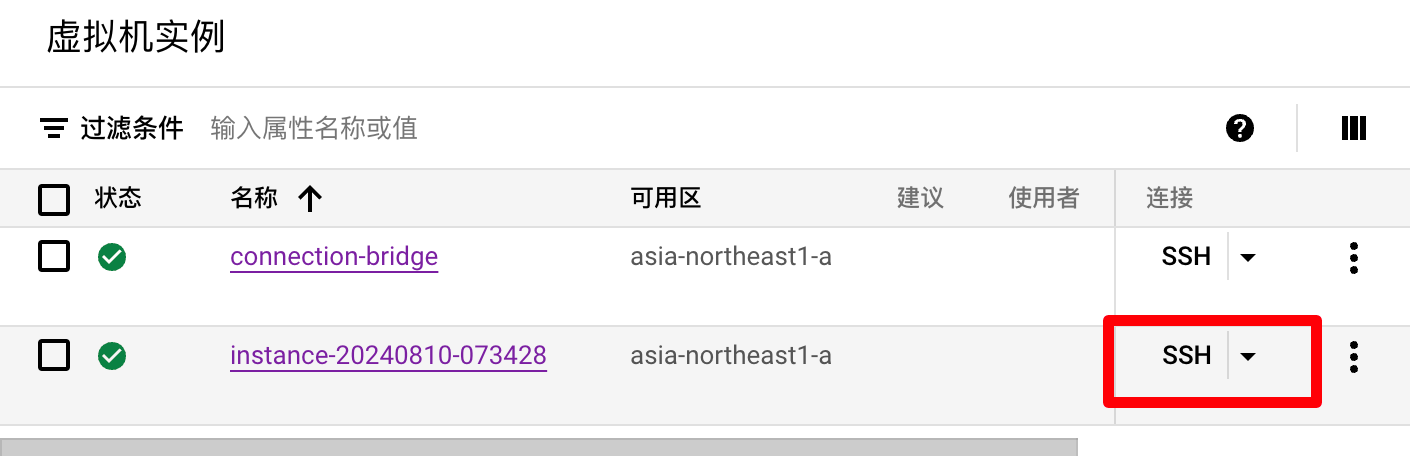 虚拟机实例
过滤条件 输入属性名称或值
状态 名称 可用区 建议 使用者 连接
connection-bridge asia-northeast1-a SSH
instance-20240810-073428 asia-northeast1-a SSH